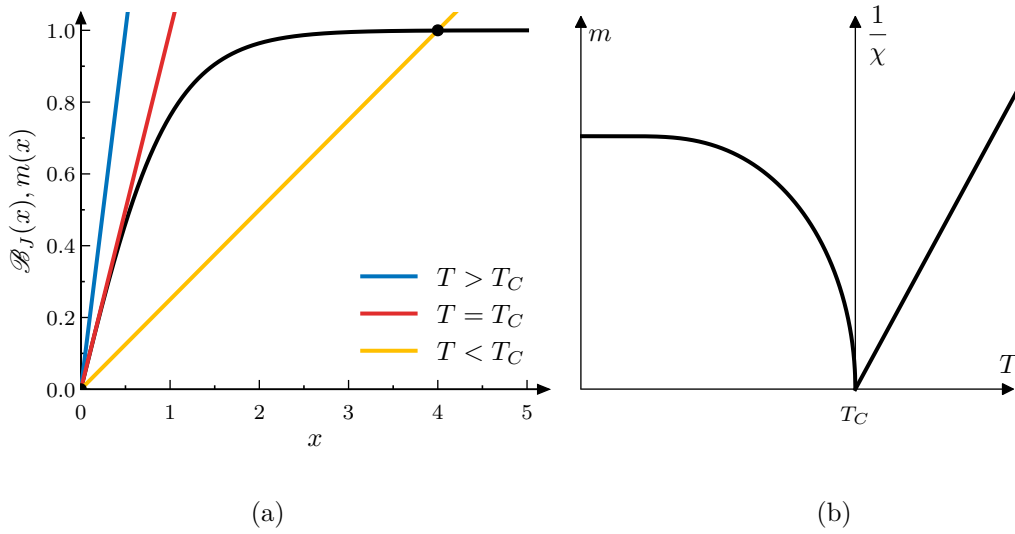 ℬ_J(x), m(x)
1.0
0.8
0.6
0.4
0.2
0.0
0 1 2 3 4 5
x
T > T_C
T = T_C
T < T_C
(a)
m
1/χ
T
T_C
(b)